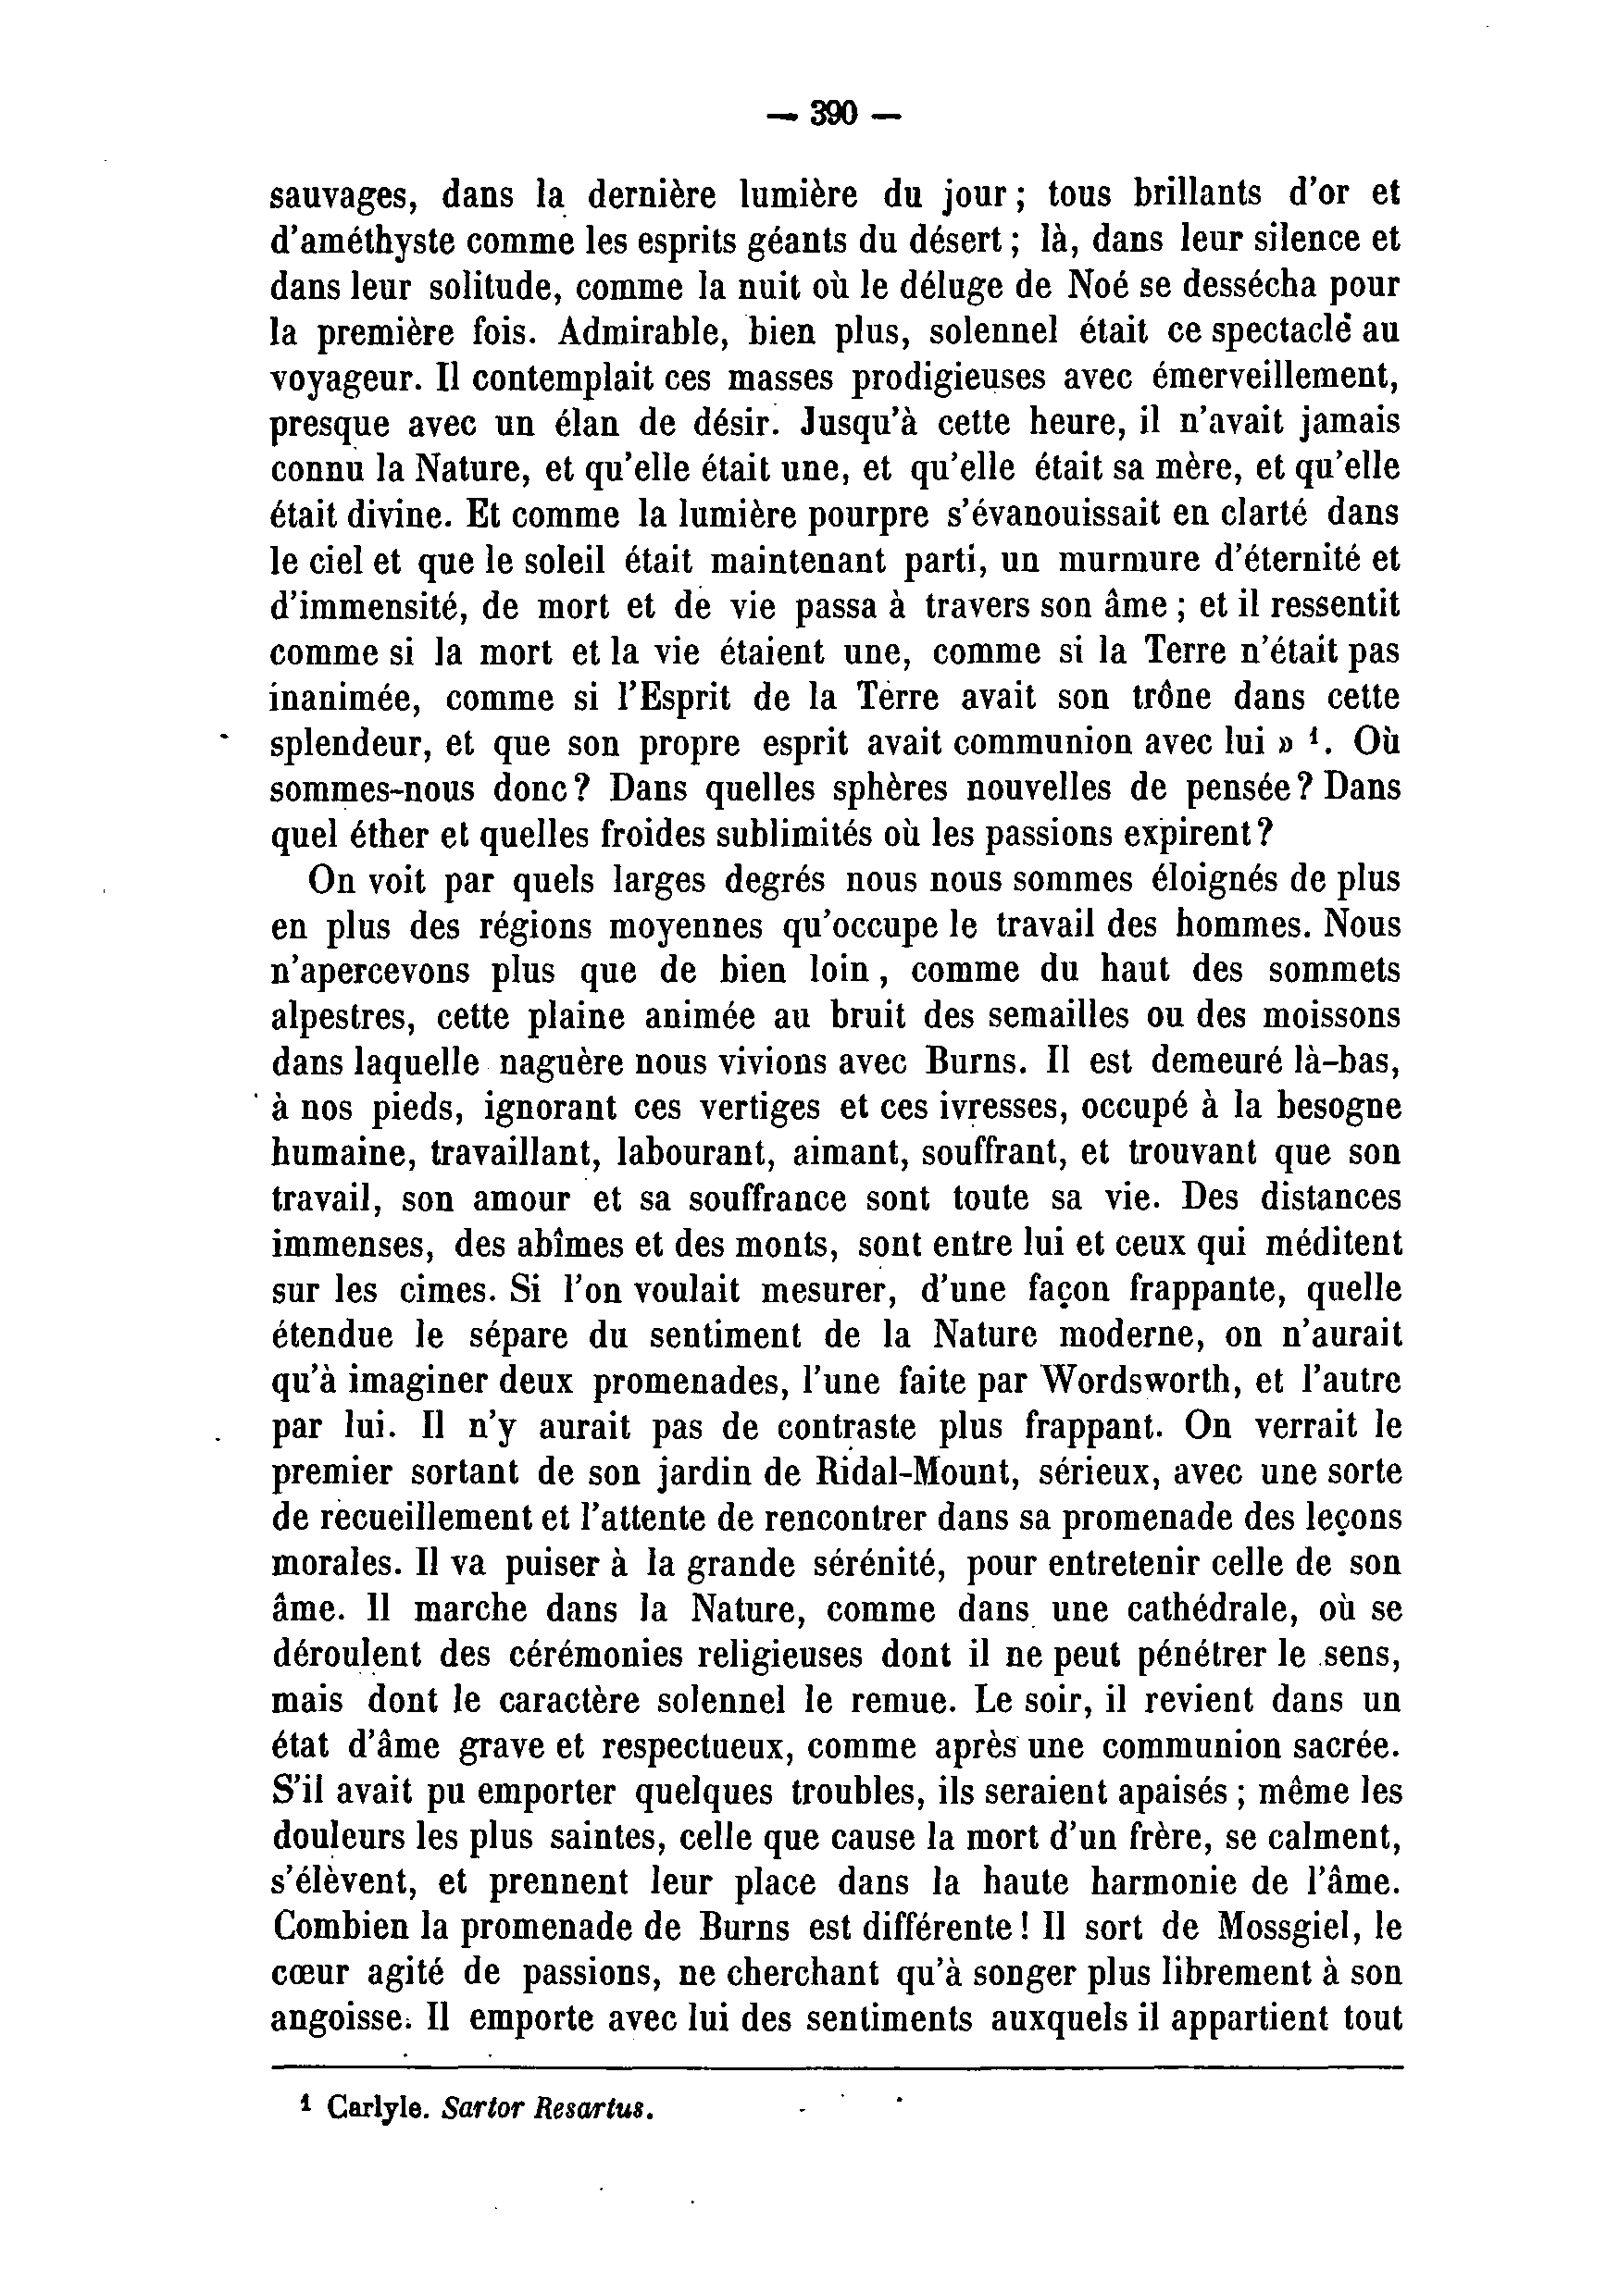 — 390 —
sauvages, dans la dernière lumière du jour ; tous brillants d'or et
d'améthyste comme les esprits géants du désert ; là, dans leur silence et
dans leur solitude, comme la nuit où le déluge de Noé se dessécha pour
la première fois. Admirable, bien plus, solennel était ce spectacle au
voyageur. Il contemplait ces masses prodigieuses avec émerveillement,
presque avec un élan de désir. Jusqu'à cette heure, il n'avait jamais
connu la Nature, et qu'elle était une, et qu'elle était sa mère, et qu'elle
était divine. Et comme la lumière pourpre s'évanouissait en clarté dans
le ciel et que le soleil était maintenant parti, un murmure d'éternité et
d'immensité, de mort et de vie passa à travers son âme ; et il ressentit
comme si la mort et la vie étaient une, comme si la Terre n'était pas
inanimée, comme si l'Esprit de la Terre avait son trône dans cette
splendeur, et que son propre esprit avait communion avec lui » ¹. Où
sommes-nous donc? Dans quelles sphères nouvelles de pensée? Dans
quel éther et quelles froides sublimités où les passions expirent?
On voit par quels larges degrés nous nous sommes éloignés de plus
en plus des régions moyennes qu'occupe le travail des hommes. Nous
n'apercevons plus que de bien loin, comme du haut des sommets
alpestres, cette plaine animée au bruit des semailles ou des moissons
dans laquelle naguère nous vivions avec Burns. Il est demeuré là-bas,
à nos pieds, ignorant ces vertiges et ces ivresses, occupé à la besogne
humaine, travaillant, labourant, aimant, souffrant, et trouvant que son
travail, son amour et sa souffrance sont toute sa vie. Des distances
immenses, des abîmes et des monts, sont entre lui et ceux qui méditent
sur les cimes. Si l'on voulait mesurer, d'une façon frappante, quelle
étendue le sépare du sentiment de la Nature moderne, on n'aurait
qu'à imaginer deux promenades, l'une faite par Wordsworth, et l'autre
par lui. Il n'y aurait pas de contraste plus frappant. On verrait le
premier sortant de son jardin de Ridal-Mount, sérieux, avec une sorte
de recueillement et l'attente de rencontrer dans sa promenade des leçons
morales. Il va puiser à la grande sérénité, pour entretenir celle de son
âme. Il marche dans la Nature, comme dans une cathédrale, où se
déroulent des cérémonies religieuses dont il ne peut pénétrer le sens,
mais dont le caractère solennel le remue. Le soir, il revient dans un
état d'âme grave et respectueux, comme après une communion sacrée.
S'il avait pu emporter quelques troubles, ils seraient apaisés ; même les
douleurs les plus saintes, celle que cause la mort d'un frère, se calment,
s'élèvent, et prennent leur place dans la haute harmonie de l'âme.
Combien la promenade de Burns est différente! Il sort de Mossgiel, le
cœur agité de passions, ne cherchant qu'à songer plus librement à son
angoisse. Il emporte avec lui des sentiments auxquels il appartient tout
¹ Carlyle. Sartor Resartus.